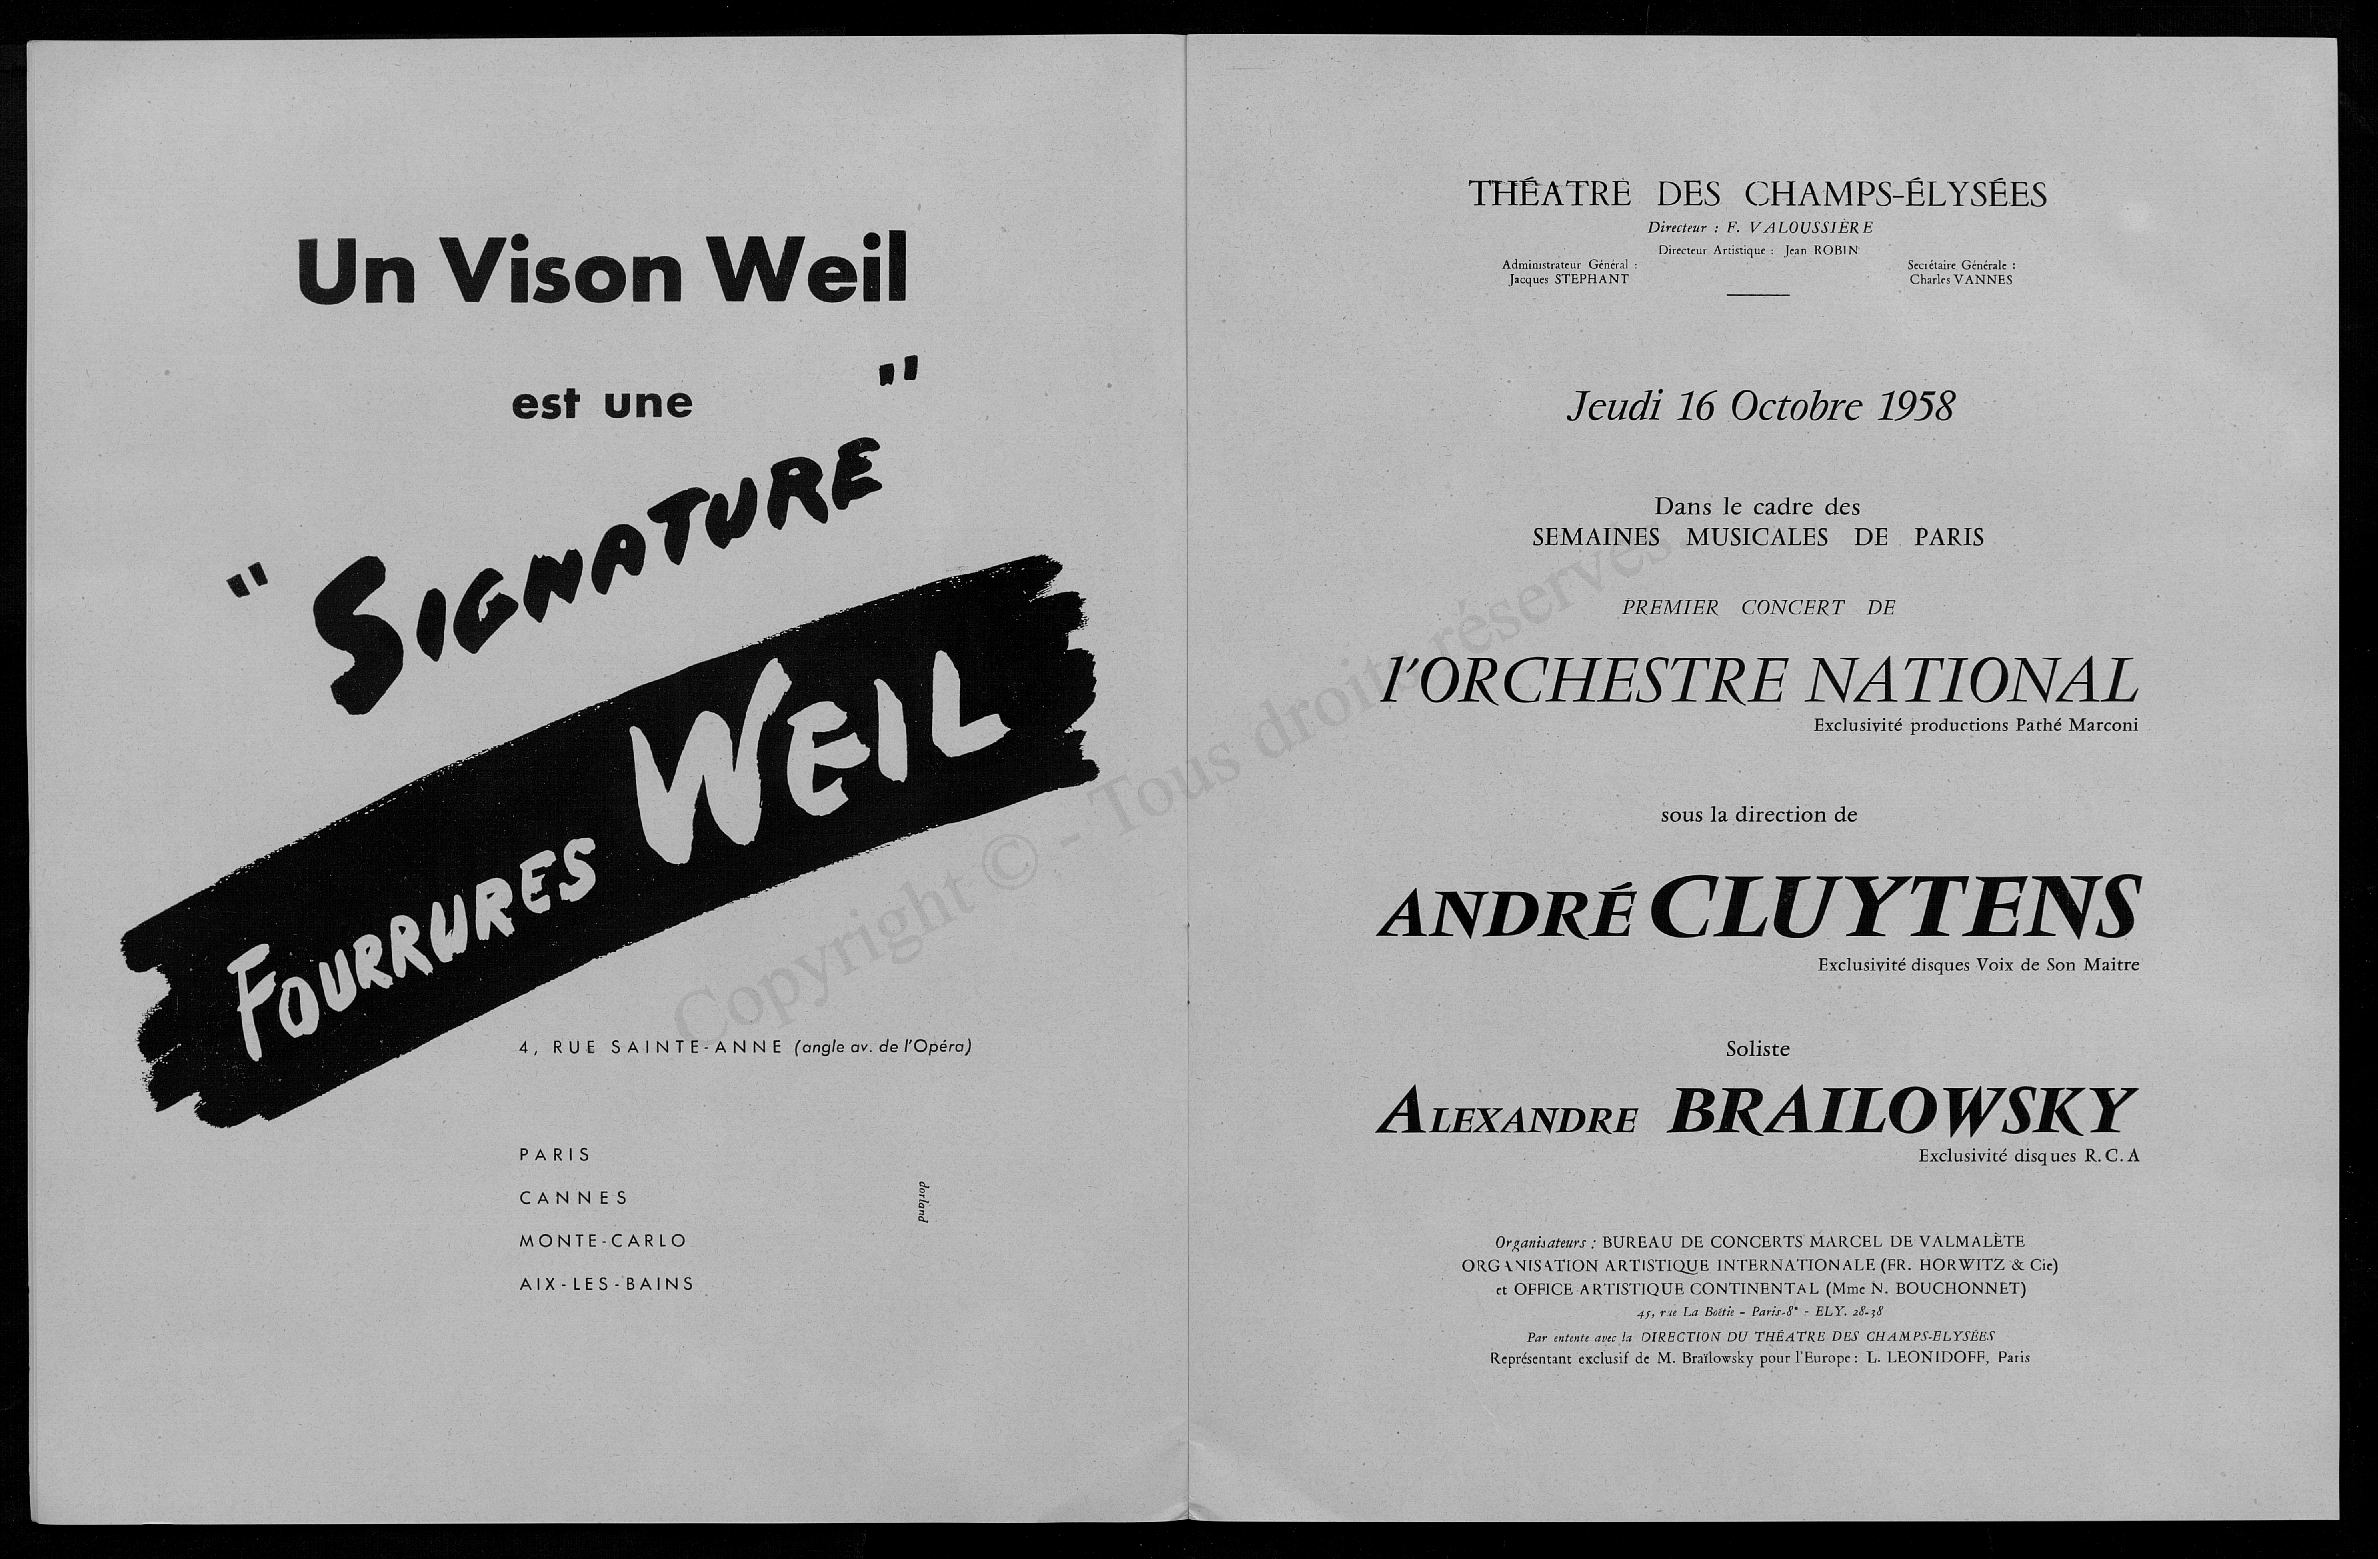 Un Vison Weil
est une
" SIGNATURE "
FOURRURES WEIL
4, RUE SAINTE-ANNE (angle av. de l'Opéra)
PARIS
CANNES
MONTE-CARLO
AIX-LES-BAINS
dorland
THÉATRE DES CHAMPS-ÉLYSÉES
Directeur : F. VALOUSSIÈRE
Directeur Artistique : Jean ROBIN
Administrateur Général :
Jacques STEPHANT
Secrétaire Générale :
Charles VANNES
Jeudi 16 Octobre 1958
Dans le cadre des
SEMAINES MUSICALES DE PARIS
PREMIER CONCERT DE
l'ORCHESTRE NATIONAL
Exclusivité productions Pathé Marconi
sous la direction de
ANDRÉ CLUYTENS
Exclusivité disques Voix de Son Maitre
Soliste
ALEXANDRE BRAILOWSKY
Exclusivité disques R.C.A
Organisateurs : BUREAU DE CONCERTS MARCEL DE VALMALÈTE
ORGANISATION ARTISTIQUE INTERNATIONALE (FR. HORWITZ & Cie)
et OFFICE ARTISTIQUE CONTINENTAL (Mme N. BOUCHONNET)
45, rue La Boëtie - Paris-8e - ELY. 28-38
Par entente avec la DIRECTION DU THÉATRE DES CHAMPS-ELYSÉES
Représentant exclusif de M. Braïlowsky pour l'Europe : L. LEONIDOFF, Paris
Copyright © - Tous droits réservés